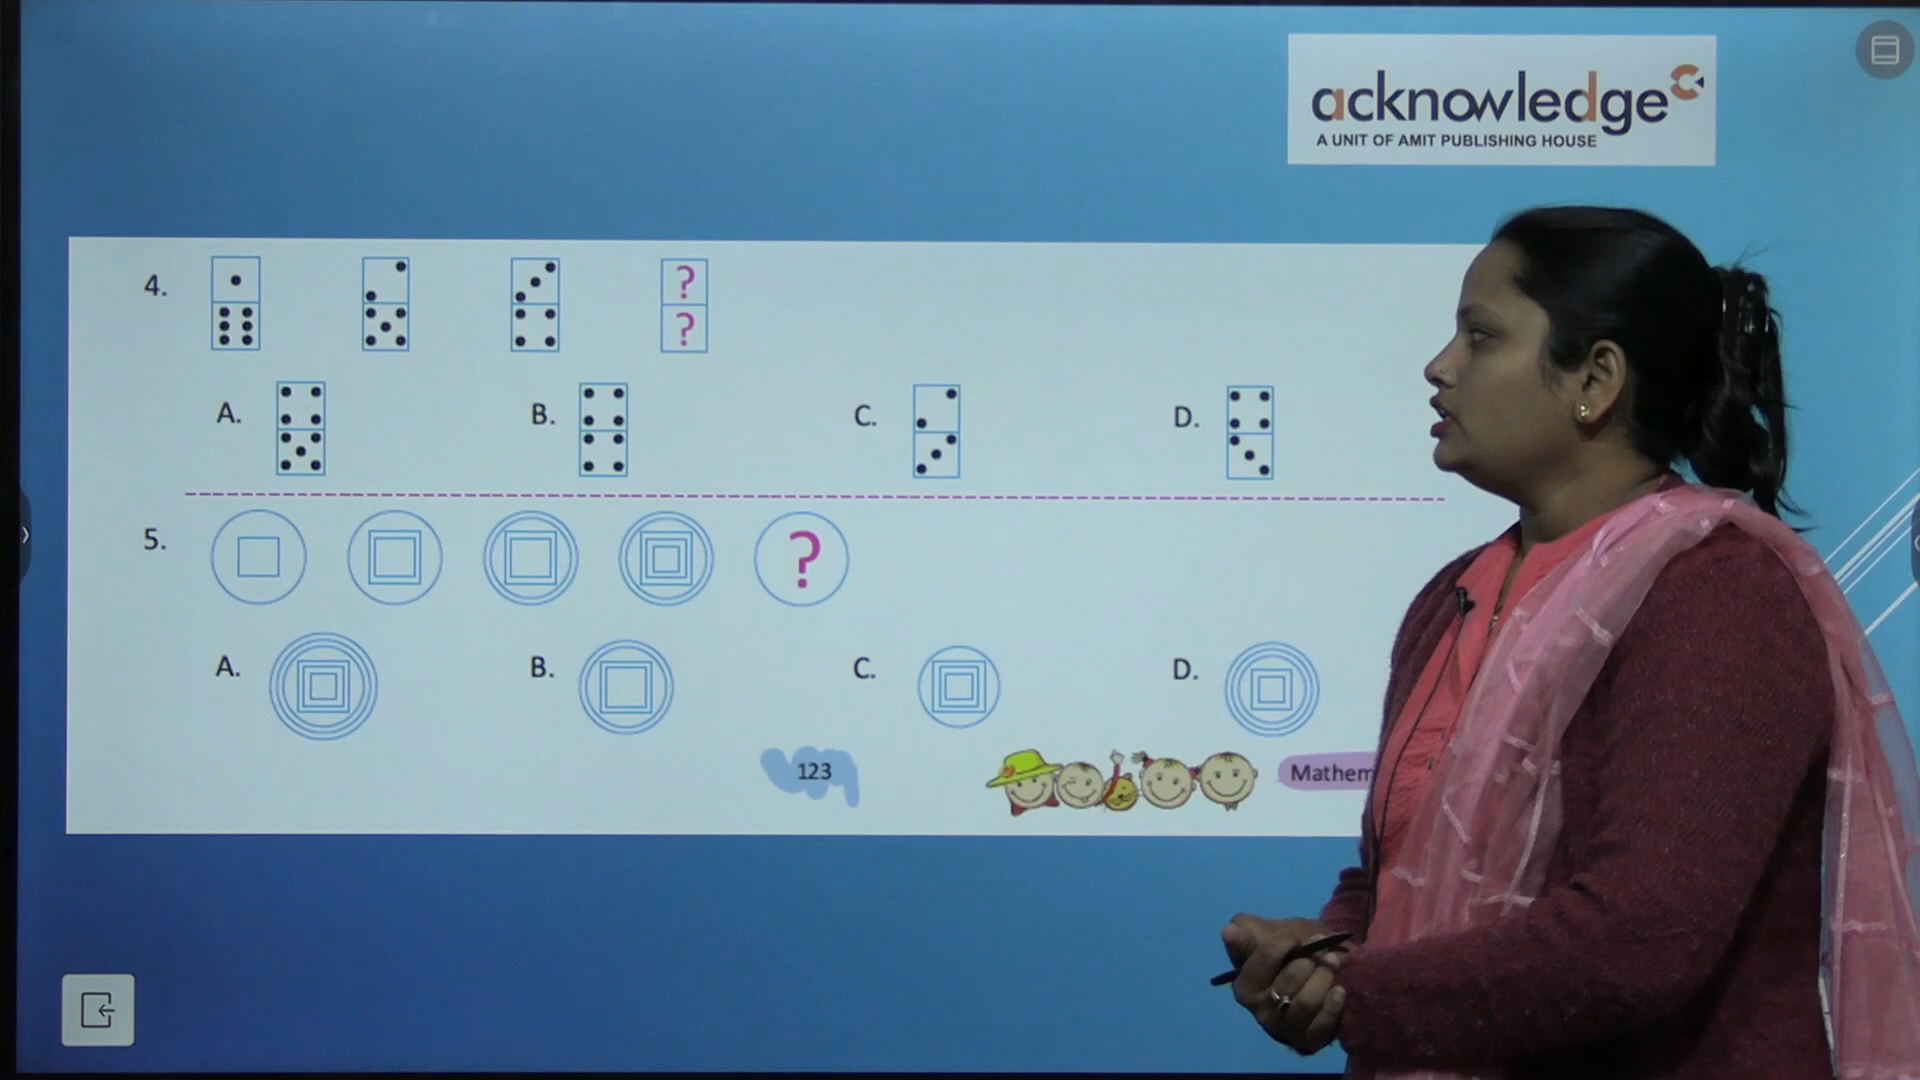 acknowledge
A UNIT OF AMIT PUBLISHING HOUSE
4.
?
?
A. B. C. D.
5. ?
A. B. C. D.
123
Mathem